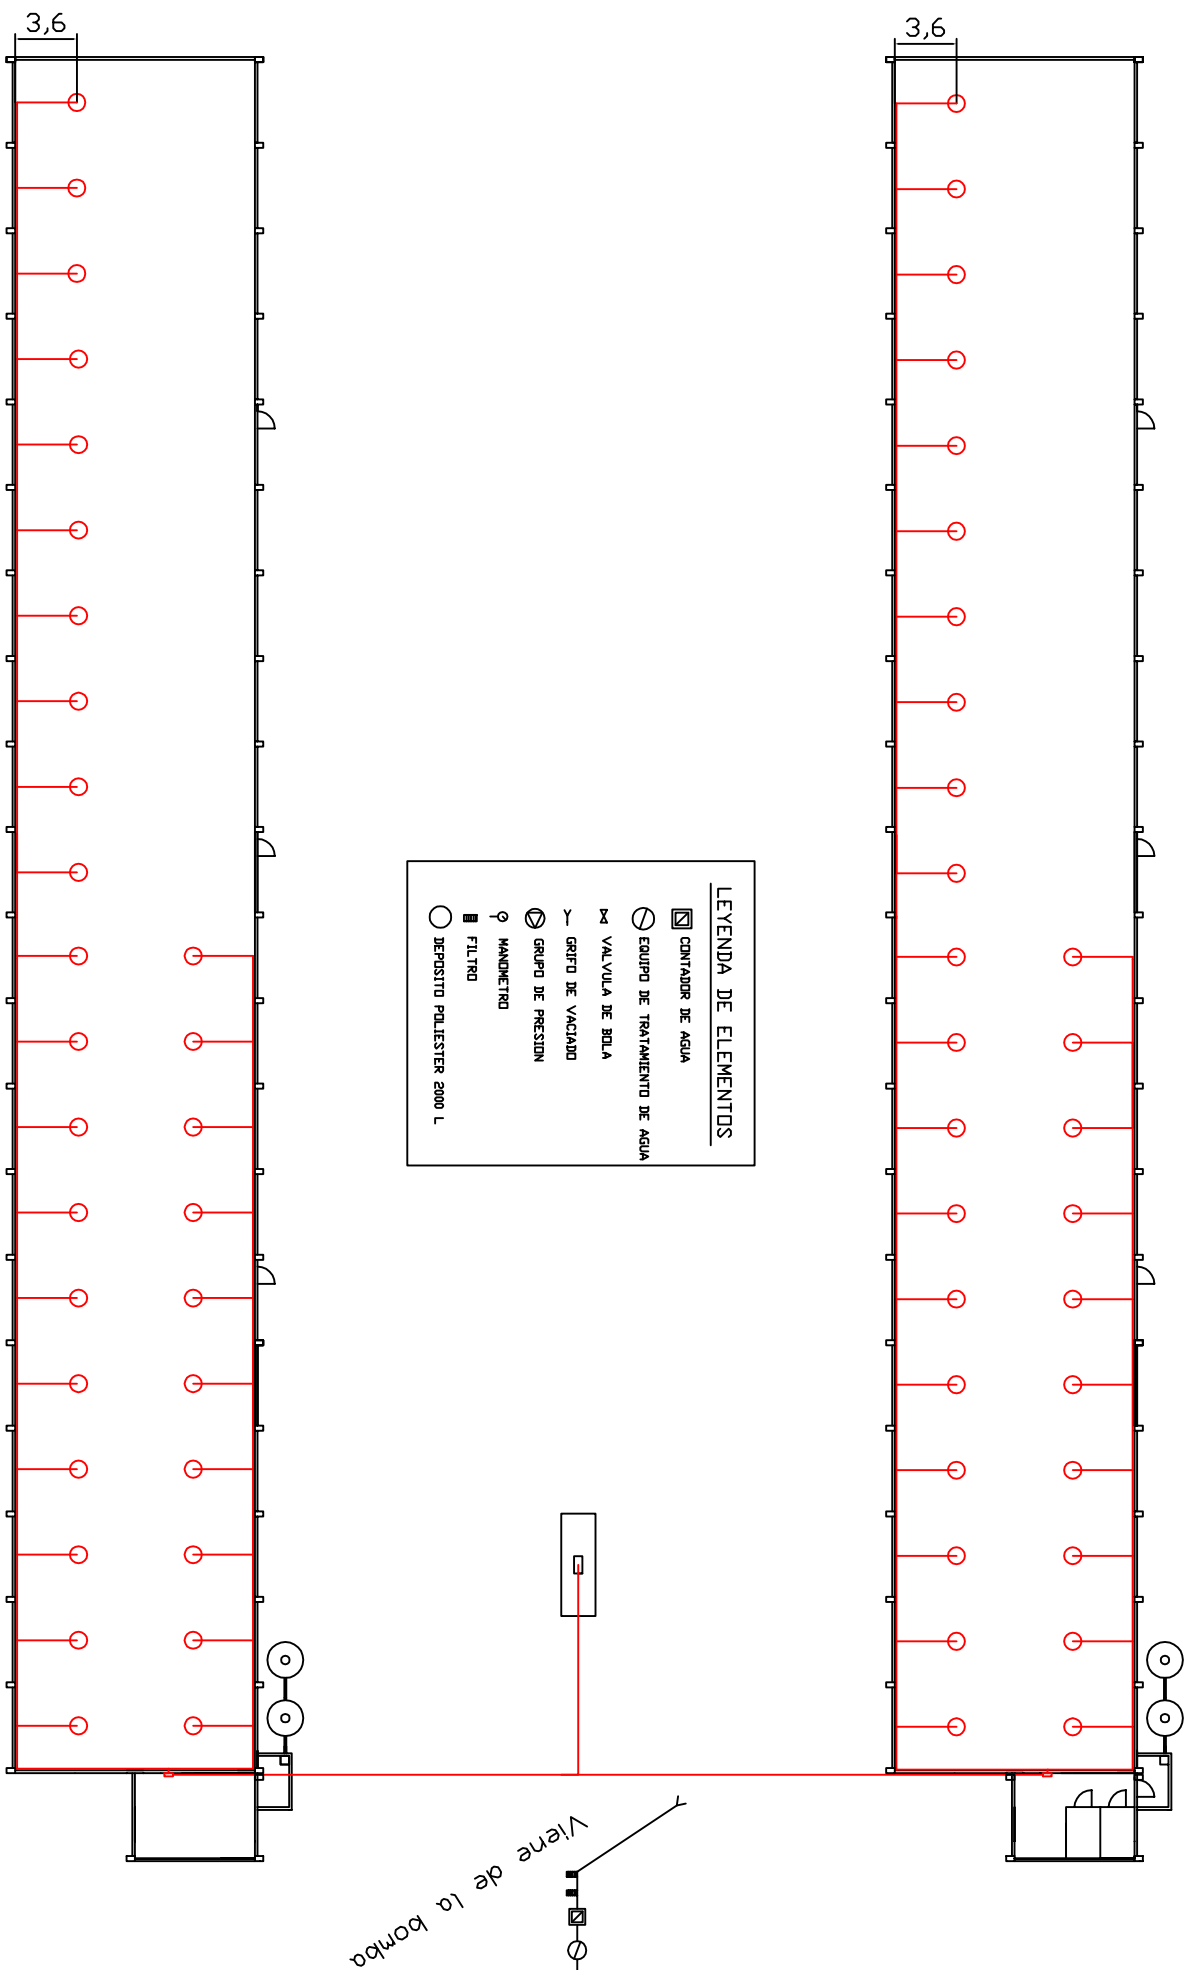 3,6
3,6
LEYENDA DE ELEMENTOS
CONTADOR DE AGUA
EQUIPO DE TRATAMIENTO DE AGUA
VALVULA DE BOLA
GRIFO DE VACIADO
GRUPO DE PRESION
MANOMETRO
FILTRO
DEPOSITO POLIESTER 2000 L
Viene de la bomba